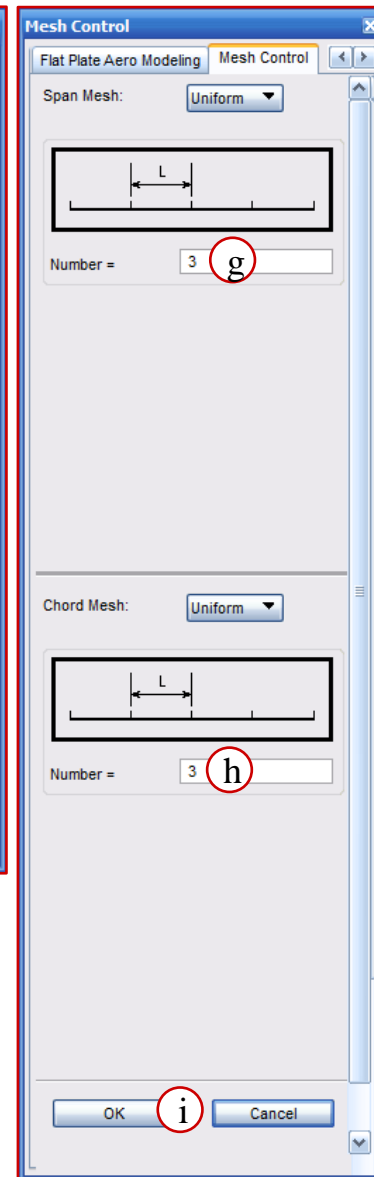 Mesh Control
Flat Plate Aero Modeling Mesh Control
Span Mesh: Uniform
L
Number = 3 g
Chord Mesh: Uniform
L
Number = 3 h
OK i Cancel